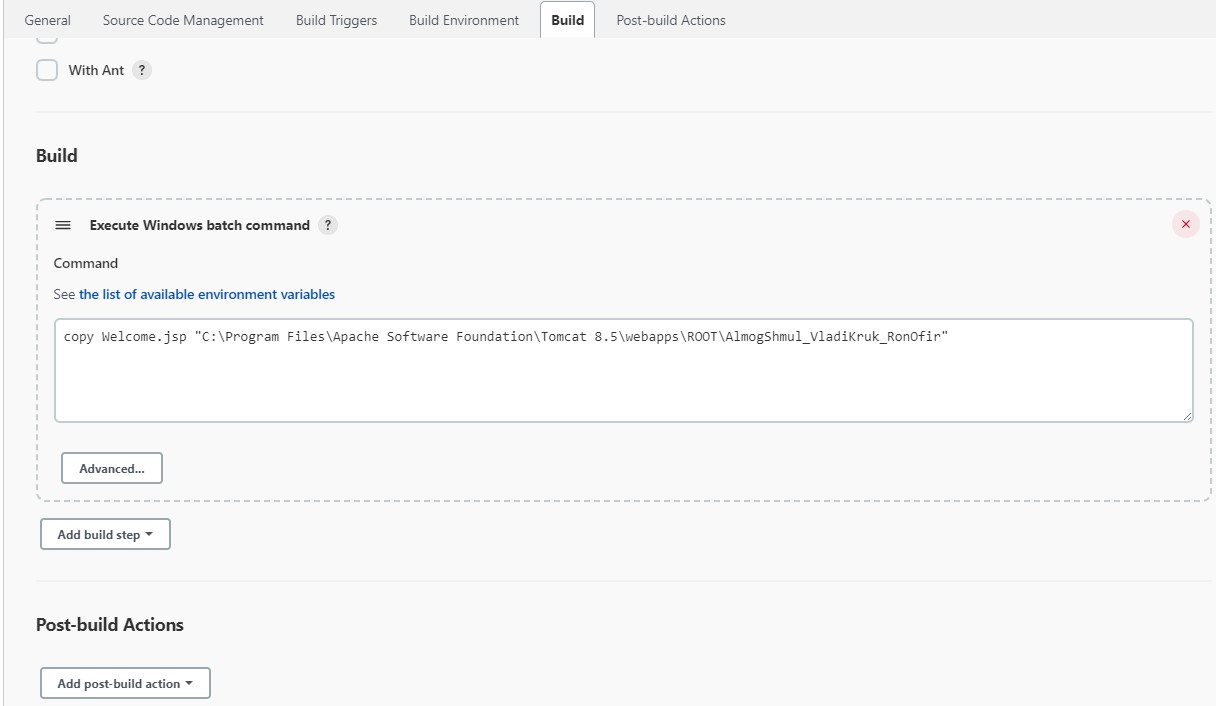 General Source Code Management Build Triggers Build Environment Build Post-build Actions
With Ant ?
Build
Execute Windows batch command ?
Command
See the list of available environment variables
copy Welcome.jsp "C:\Program Files\Apache Software Foundation\Tomcat 8.5\webapps\ROOT\AlmogShmul_VladiKruk_RonOfir"
Advanced...
Add build step
Post-build Actions
Add post-build action